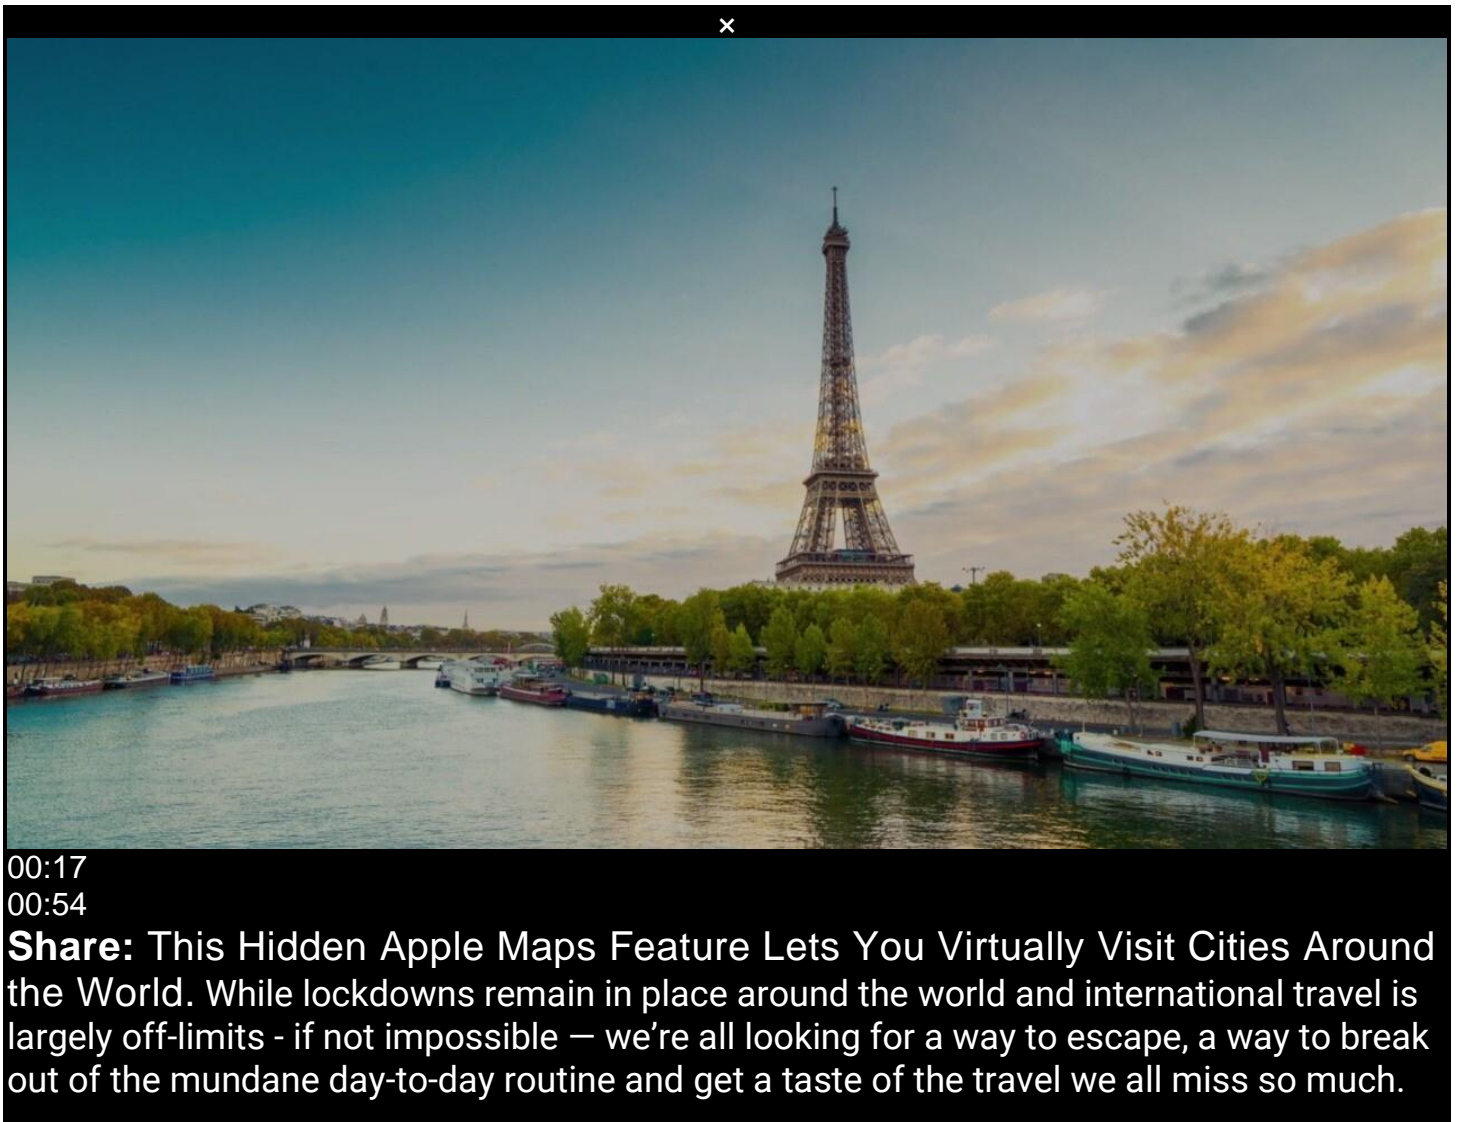 ×
00:17
00:54
Share: This Hidden Apple Maps Feature Lets You Virtually Visit Cities Around
the World. While lockdowns remain in place around the world and international travel is
largely off-limits - if not impossible — we’re all looking for a way to escape, a way to break
out of the mundane day-to-day routine and get a taste of the travel we all miss so much.